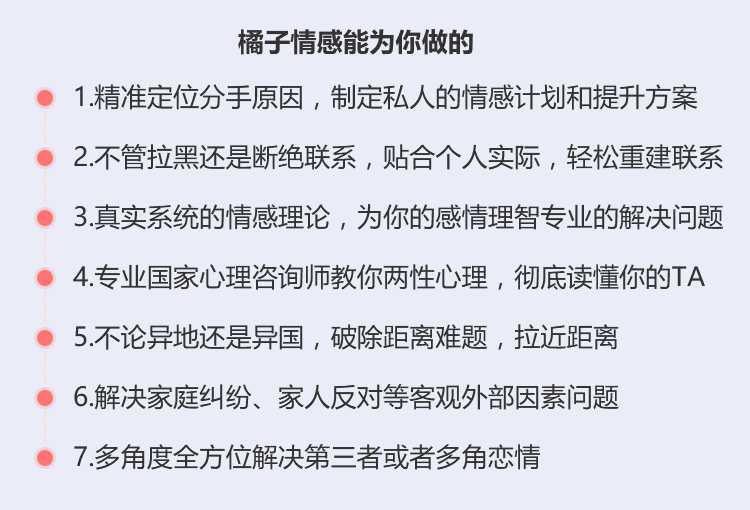 橘子情感能为你做的
1.精准定位分手原因，制定私人的情感计划和提升方案
2.不管拉黑还是断绝联系，贴合个人实际，轻松重建联系
3.真实系统的情感理论，为你的感情理智专业的解决问题
4.专业国家心理咨询师教你两性心理，彻底读懂你的TA
5.不论异地还是异国，破除距离难题，拉近距离
6.解决家庭纠纷、家人反对等客观外部因素问题
7.多角度全方位解决第三者或者多角恋情